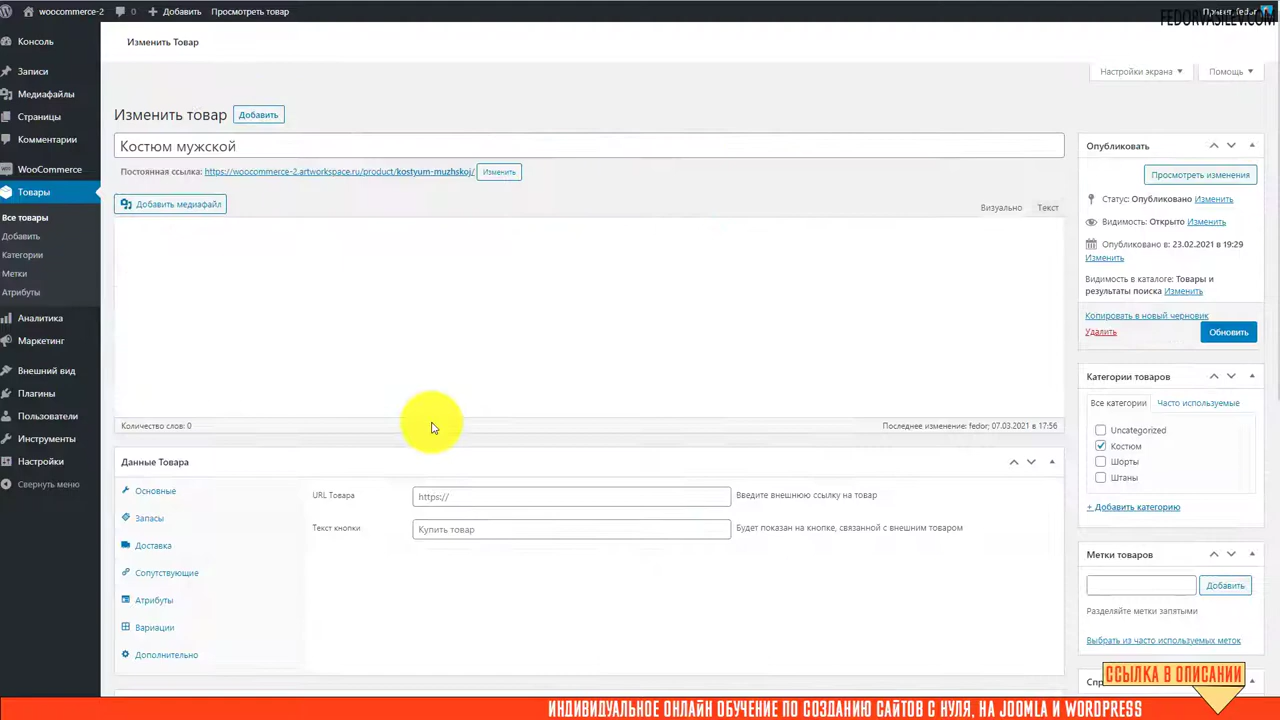 woocommerce-2 0 Добавить Просмотреть товар
Привет, fedor
FEDORVASILEV.COM
Консоль
Записи
Медиафайлы
Страницы
Комментарии
WooCommerce
Товары
Все товары
Добавить
Категории
Метки
Атрибуты
Аналитика
Маркетинг
Внешний вид
Плагины
Пользователи
Инструменты
Настройки
Свернуть меню
Изменить Товар
Настройки экрана Помощь
Изменить товар Добавить
Костюм мужской
Постоянная ссылка: https://woocommerce-2.artworkspace.ru/product/kostyum-muzhskoj/ Изменить
Добавить медиафайл
Визуально Текст
Количество слов: 0
Последнее изменение: fedor; 07.03.2021 в 17:56
Данные Товара
Основные
Запасы
Доставка
Сопутствующие
Атрибуты
Вариации
Дополнительно
URL Товара https:// Введите внешнюю ссылку на товар
Текст кнопки Купить товар Будет показан на кнопке, связанной с внешним товаром
Опубликовать
Просмотреть изменения
Статус: Опубликовано Изменить
Видимость: Открыто Изменить
Опубликовано в: 23.02.2021 в 19:29
Изменить
Видимость в каталоге: Товары и
результаты поиска Изменить
Копировать в новый черновик
Удалить Обновить
Категории товаров
Все категории Часто используемые
Uncategorized
Костюм
Шорты
Штаны
+ Добавить категорию
Метки товаров
Добавить
Разделяйте метки запятыми
Выбрать из часто используемых меток
ССЫЛКА В ОПИСАНИИ
ИНДИВИДУАЛЬНОЕ ОНЛАЙН ОБУЧЕНИЕ ПО СОЗДАНИЮ САЙТОВ С НУЛЯ, НА JOOMLA И WORDPRESS